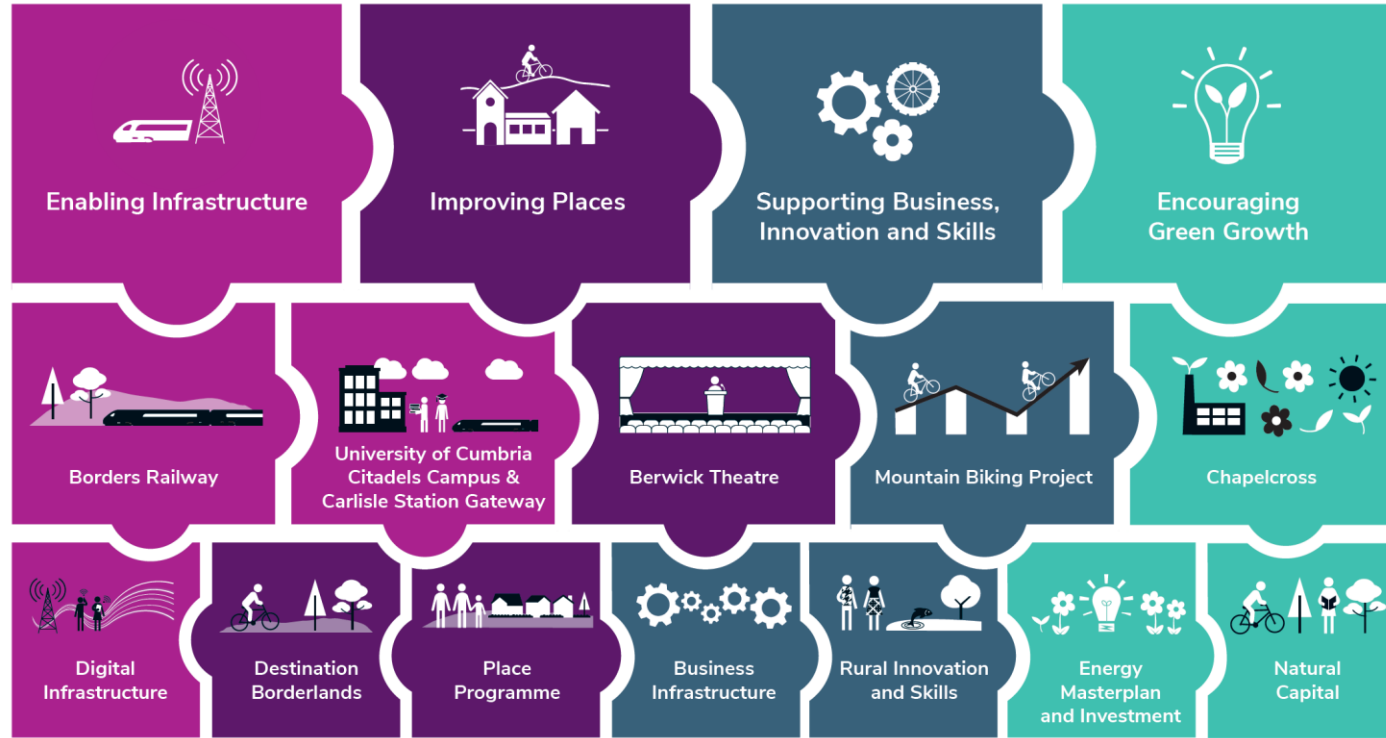 Enabling Infrastructure
Improving Places
Supporting Business,
Innovation and Skills
Encouraging
Green Growth
Borders Railway
University of Cumbria
Citadels Campus &
Carlisle Station Gateway
Berwick Theatre
Mountain Biking Project
Chapelcross
Digital
Infrastructure
Destination
Borderlands
Place
Programme
Business
Infrastructure
Rural Innovation
and Skills
Energy
Masterplan
and Investment
Natural
Capital